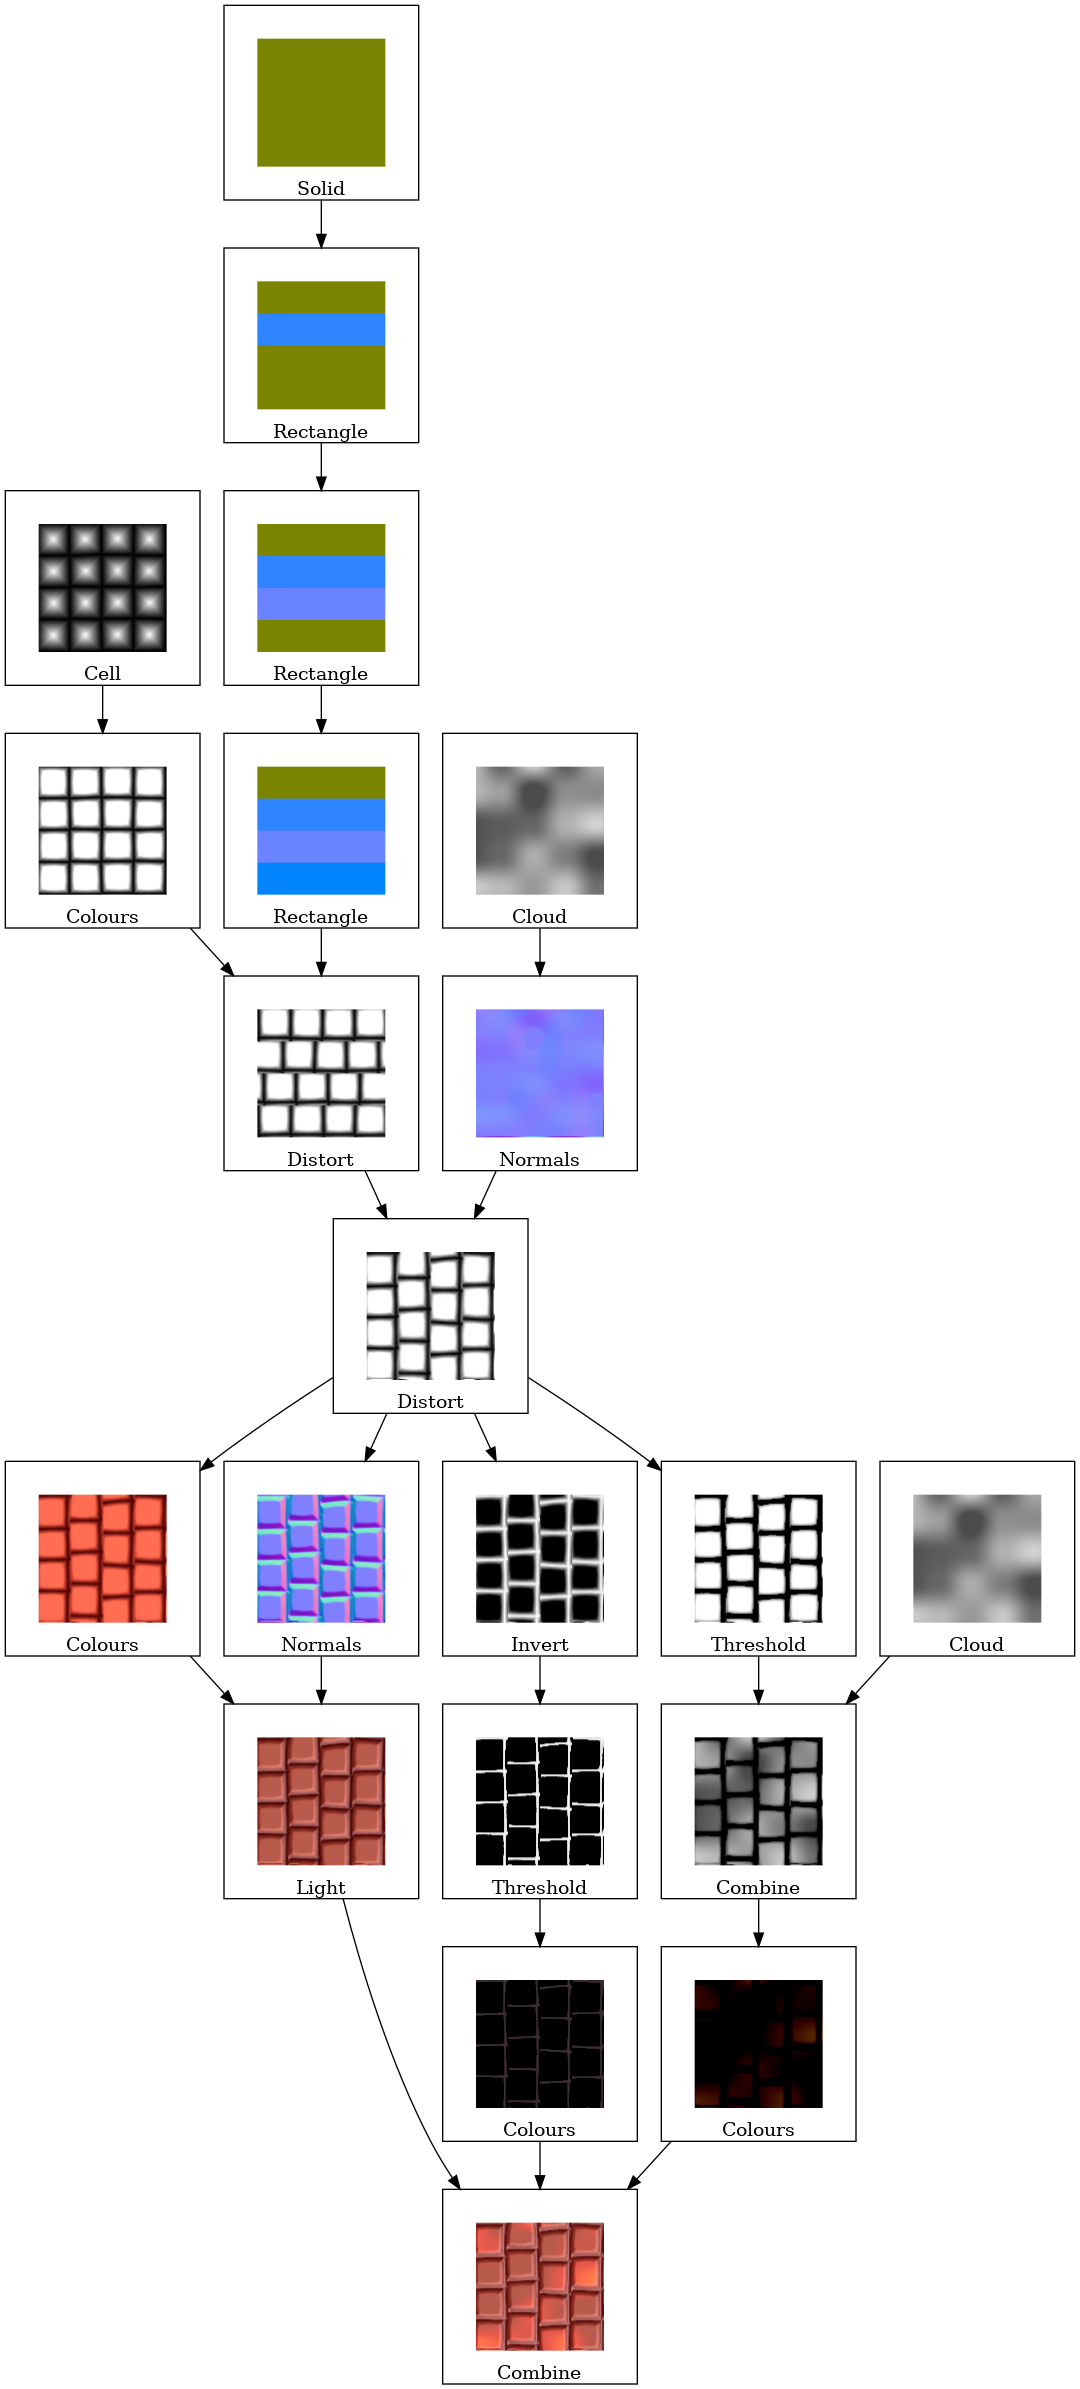 Solid
Rectangle
Cell
Rectangle
Colours
Rectangle
Cloud
Distort
Normals
Distort
Colours
Normals
Invert
Threshold
Cloud
Light
Threshold
Combine
Colours
Colours
Combine